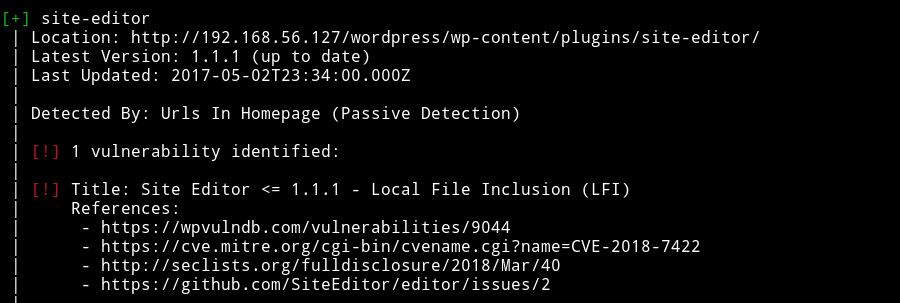 [+] site-editor
| Location: http://192.168.56.127/wordpress/wp-content/plugins/site-editor/
| Latest Version: 1.1.1 (up to date)
| Last Updated: 2017-05-02T23:34:00.000Z
|
| Detected By: Urls In Homepage (Passive Detection)
|
| [!] 1 vulnerability identified:
|
| [!] Title: Site Editor <= 1.1.1 - Local File Inclusion (LFI)
|     References:
|      - https://wpvulndb.com/vulnerabilities/9044
|      - https://cve.mitre.org/cgi-bin/cvename.cgi?name=CVE-2018-7422
|      - http://seclists.org/fulldisclosure/2018/Mar/40
|      - https://github.com/SiteEditor/editor/issues/2
|